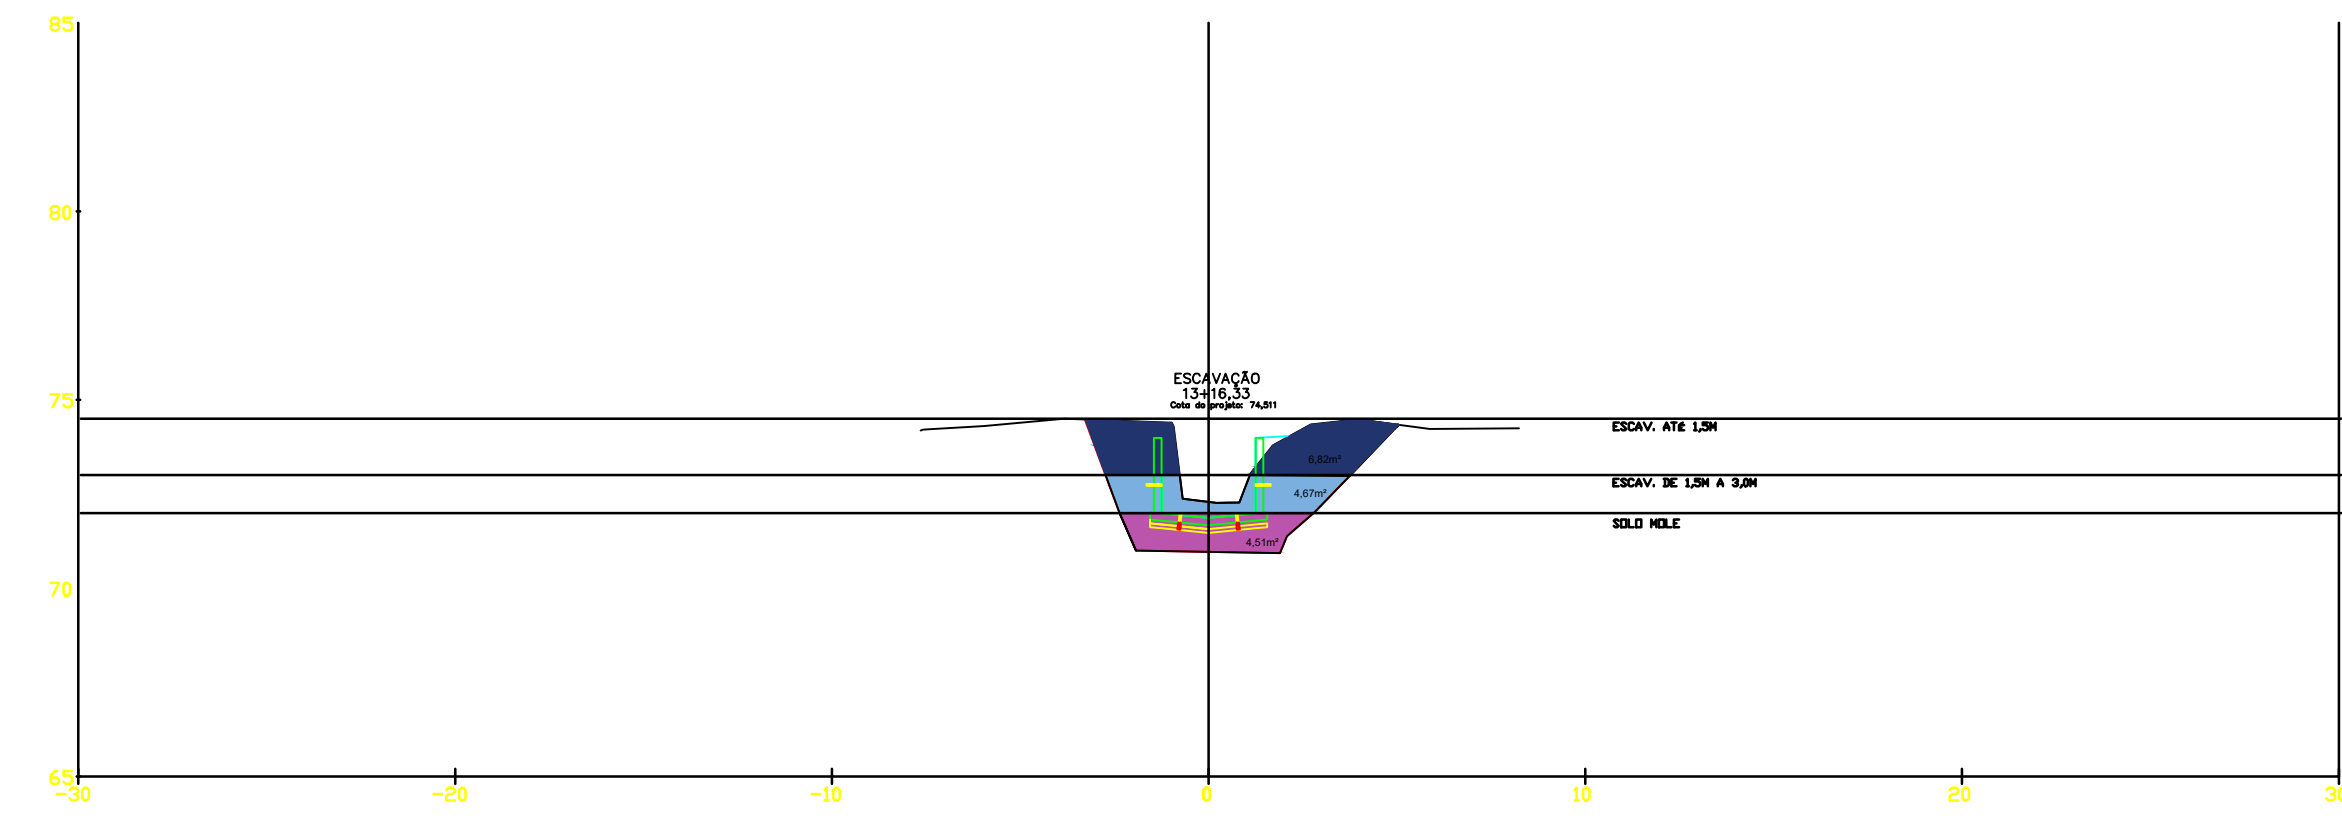 85
80
75
ESCAVAÇÃO
13+16,33
Cota do projeto: 74,511
ESCAV. ATÉ 1,5M
6,82m²
ESCAV. DE 1,5M A 3,0M
4,67m²
SOLO MOLE
4,51m²
70
65
-30 -20 -10 0 10 20 30